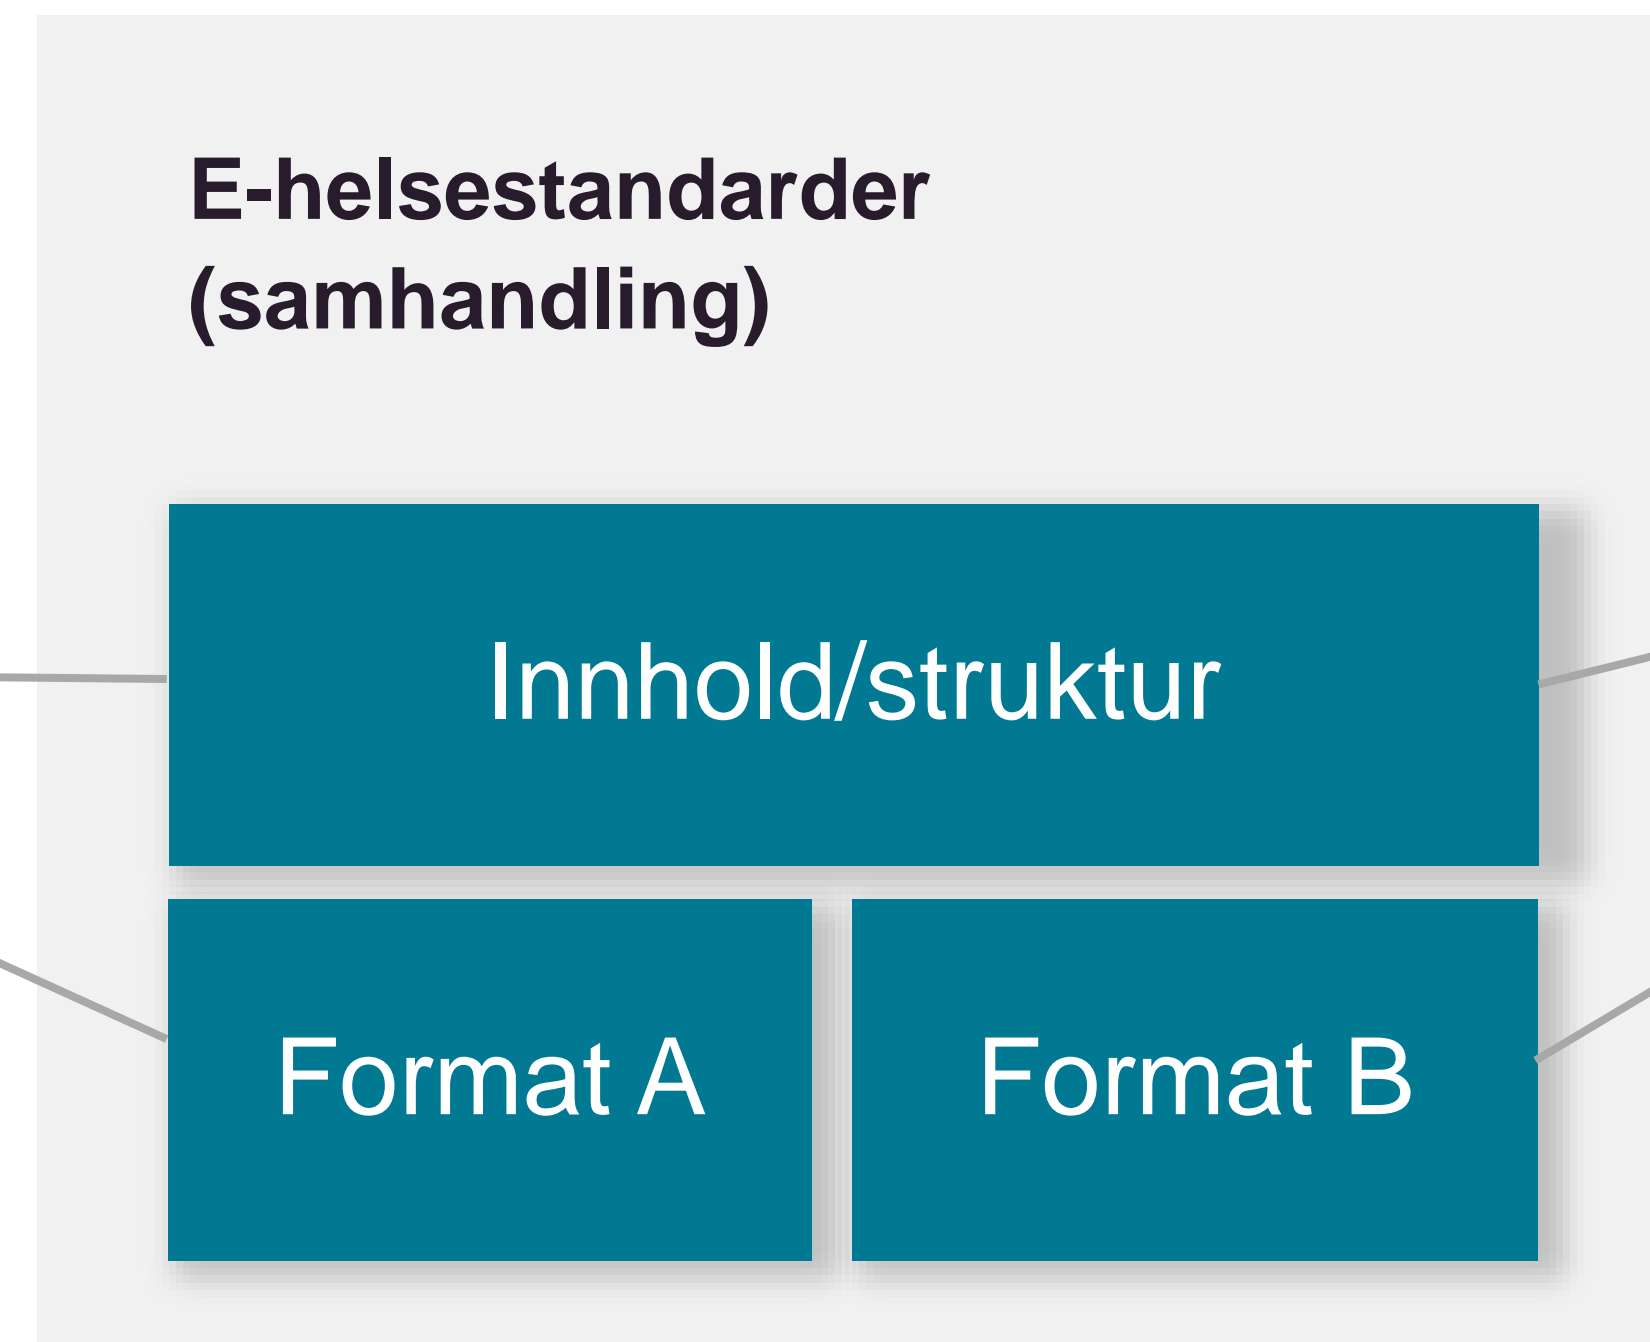 E-helsestandarder
(samhandling)
Innhold/struktur
Format A
Format B